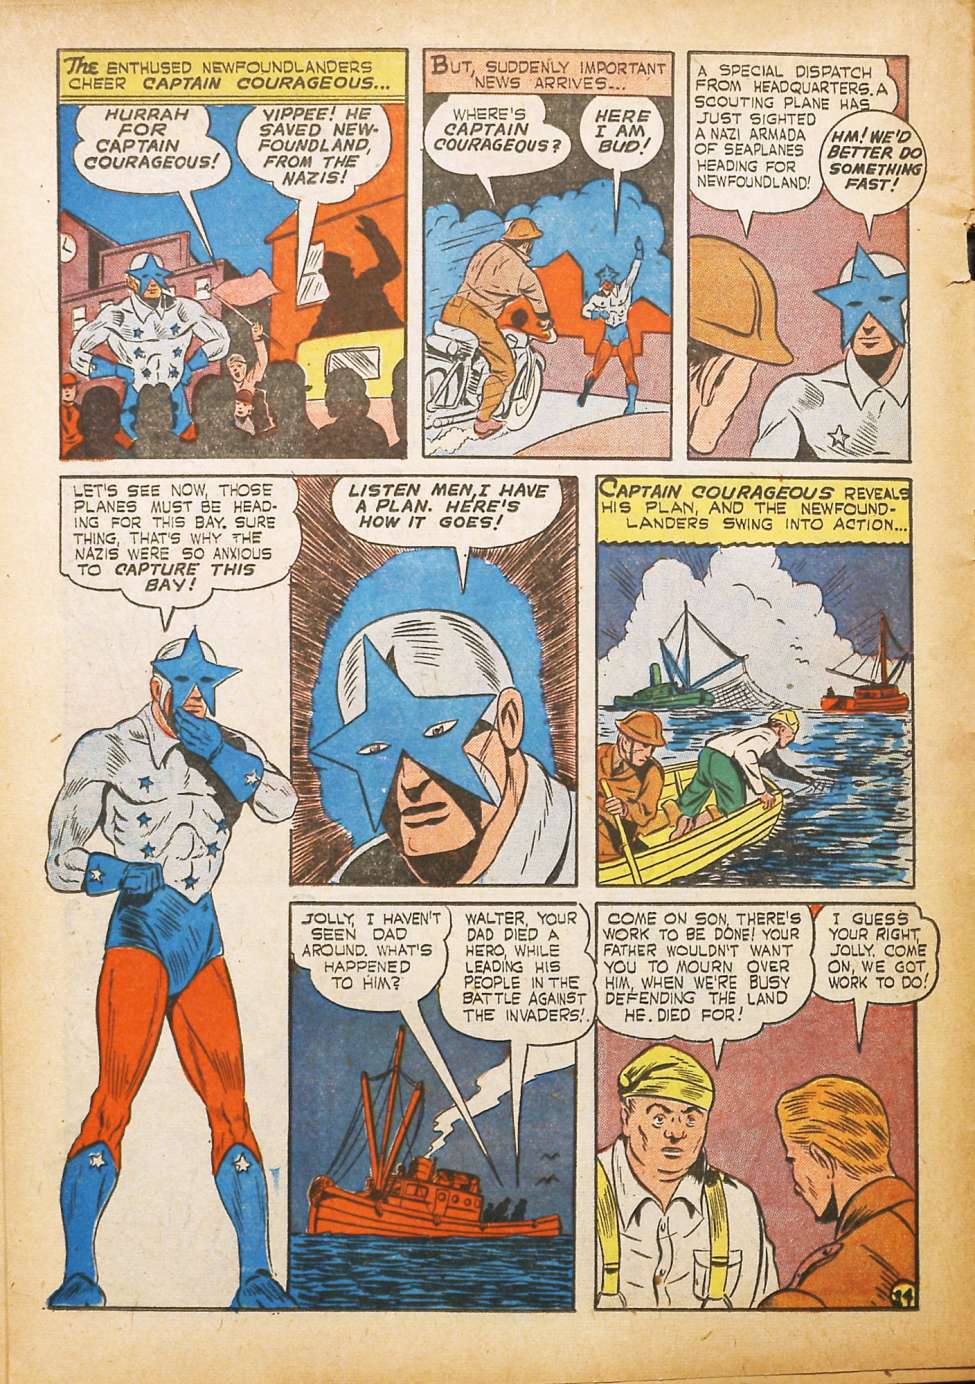 THE ENTHUSED NEWFOUNDLANDERS
CHEER CAPTAIN COURAGEOUS...
HURRAH
FOR
CAPTAIN
COURAGEOUS!
YIPPEE! HE
SAVED NEW-
FOUNDLAND,
FROM THE
NAZIS!
BUT, SUDDENLY IMPORTANT
NEWS ARRIVES...
WHERE'S
CAPTAIN
COURAGEOUS?
HERE
I AM,
BUD!
A SPECIAL DISPATCH
FROM HEADQUARTERS. A
SCOUTING PLANE HAS
JUST SIGHTED
A NAZI ARMADA
OF SEAPLANES
HEADING FOR
NEWFOUNDLAND!
HM! WE'D
BETTER DO
SOMETHING
FAST!
LET'S SEE NOW, THOSE
PLANES MUST BE HEAD-
ING FOR THIS BAY. SURE
THING, THAT'S WHY THE
NAZIS WERE SO ANXIOUS
TO CAPTURE THIS
BAY!
LISTEN MEN, I HAVE
A PLAN. HERE'S
HOW IT GOES!
CAPTAIN COURAGEOUS REVEALS
HIS PLAN, AND THE NEWFOUND-
LANDERS SWING INTO ACTION...
JOLLY, I HAVEN'T
SEEN DAD
AROUND. WHAT'S
HAPPENED
TO HIM?
WALTER, YOUR
DAD DIED A
HERO, WHILE
LEADING HIS
PEOPLE IN THE
BATTLE AGAINST
THE INVADERS!
COME ON SON, THERE'S
WORK TO BE DONE! YOUR
FATHER WOULDN'T WANT
YOU TO MOURN OVER
HIM, WHEN WE'RE BUSY
DEFENDING THE LAND
HE DIED FOR!
I GUESS
YOUR RIGHT,
JOLLY. COME
ON, WE GOT
WORK TO DO!
14